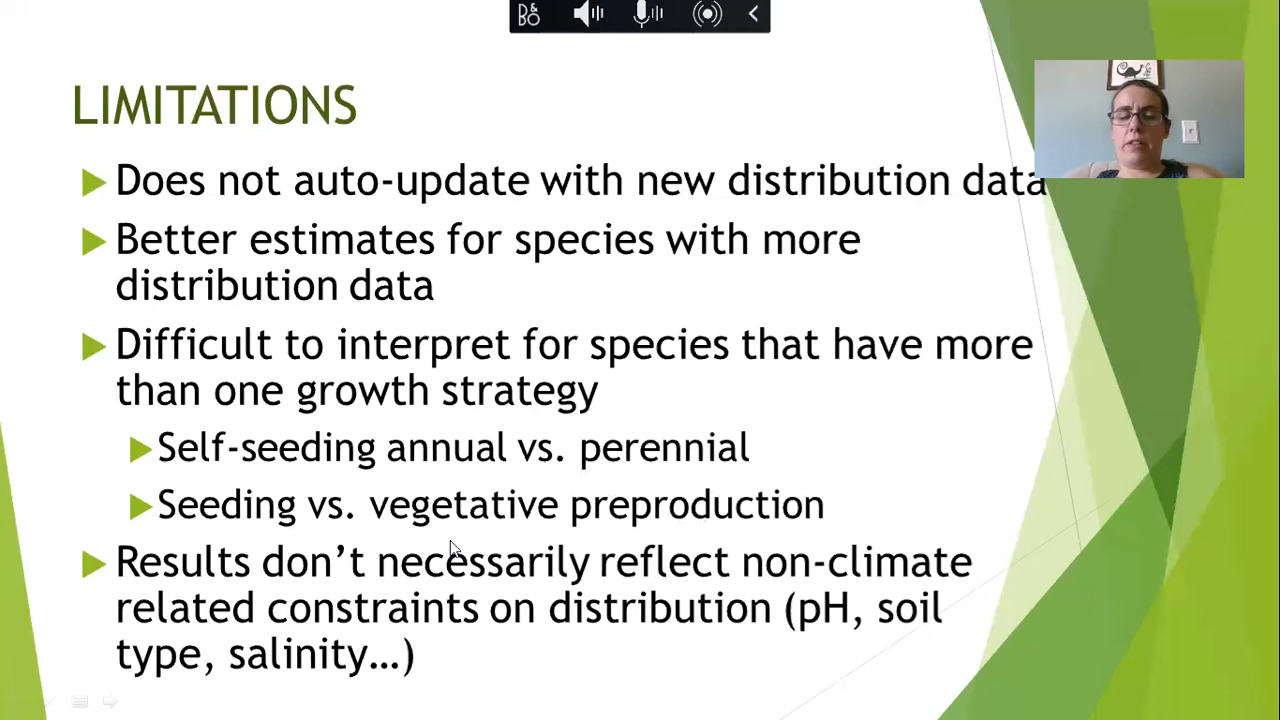 B&O
LIMITATIONS
Does not auto-update with new distribution data
Better estimates for species with more
distribution data
Difficult to interpret for species that have more
than one growth strategy
Self-seeding annual vs. perennial
Seeding vs. vegetative preproduction
Results don't necessarily reflect non-climate
related constraints on distribution (pH, soil
type, salinity…)